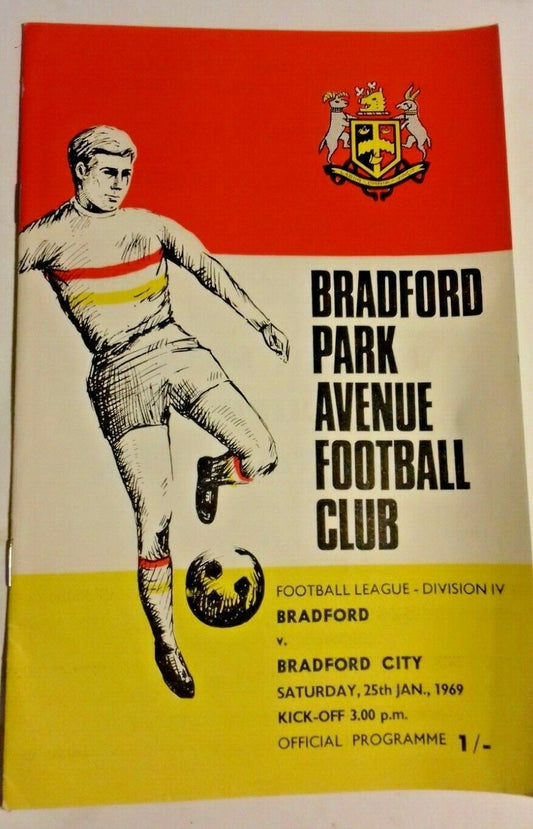 BRADFORD
PARK
AVENUE
FOOTBALL
CLUB
FOOTBALL LEAGUE - DIVISION IV
BRADFORD
v.
BRADFORD CITY
SATURDAY, 25th JAN., 1969
KICK-OFF 3.00 p.m.
OFFICIAL PROGRAMME 1/-